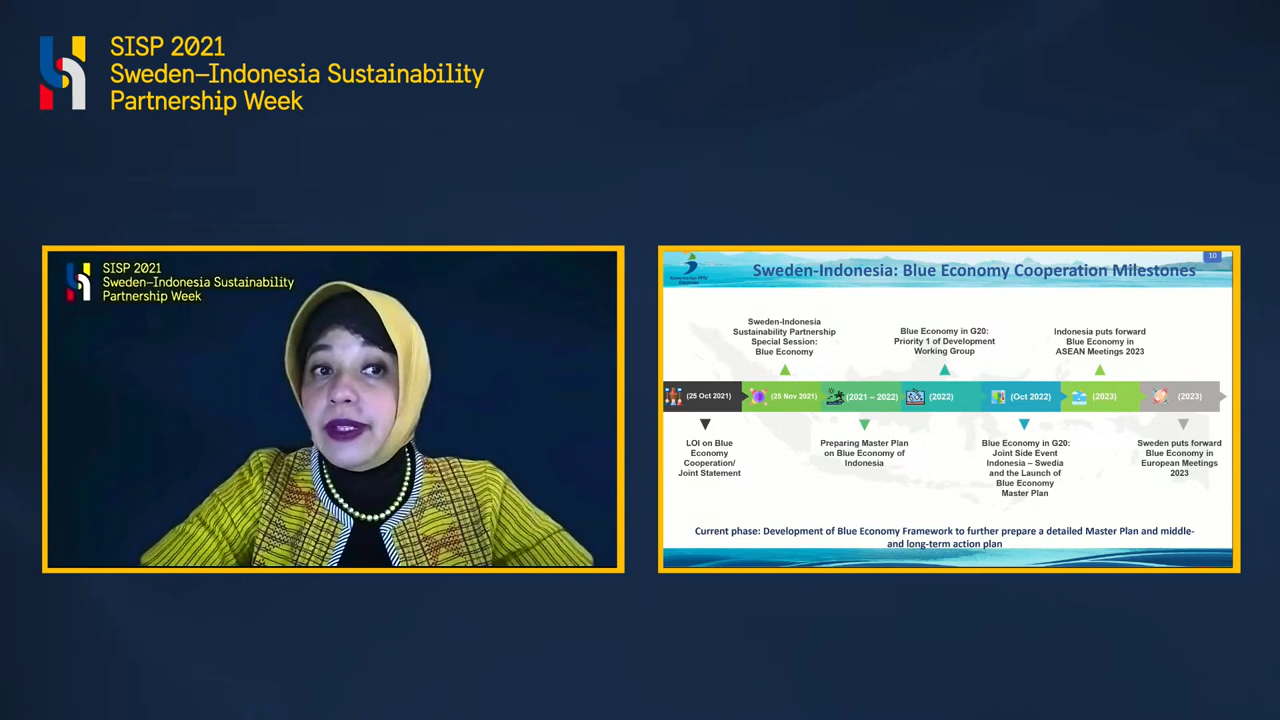 SISP 2021
Sweden–Indonesia Sustainability
Partnership Week
SISP 2021
Sweden–Indonesia Sustainability
Partnership Week
10
Sweden-Indonesia: Blue Economy Cooperation Milestones
Sweden-Indonesia
Sustainability Partnership
Special Session:
Blue Economy
Blue Economy in G20:
Priority 1 of Development
Working Group
Indonesia puts forward
Blue Economy in
ASEAN Meetings 2023
(25 Oct 2021)
(25 Nov 2021)
(2021 – 2022)
(2022)
(Oct 2022)
(2023)
(2023)
LOI on Blue
Economy
Cooperation/
Joint Statement
Preparing Master Plan
on Blue Economy of
Indonesia
Blue Economy in G20:
Joint Side Event
Indonesia – Swedia
and the Launch of
Blue Economy
Master Plan
Sweden puts forward
Blue Economy in
European Meetings
2023
Current phase: Development of Blue Economy Framework to further prepare a detailed Master Plan and middle-
and long-term action plan